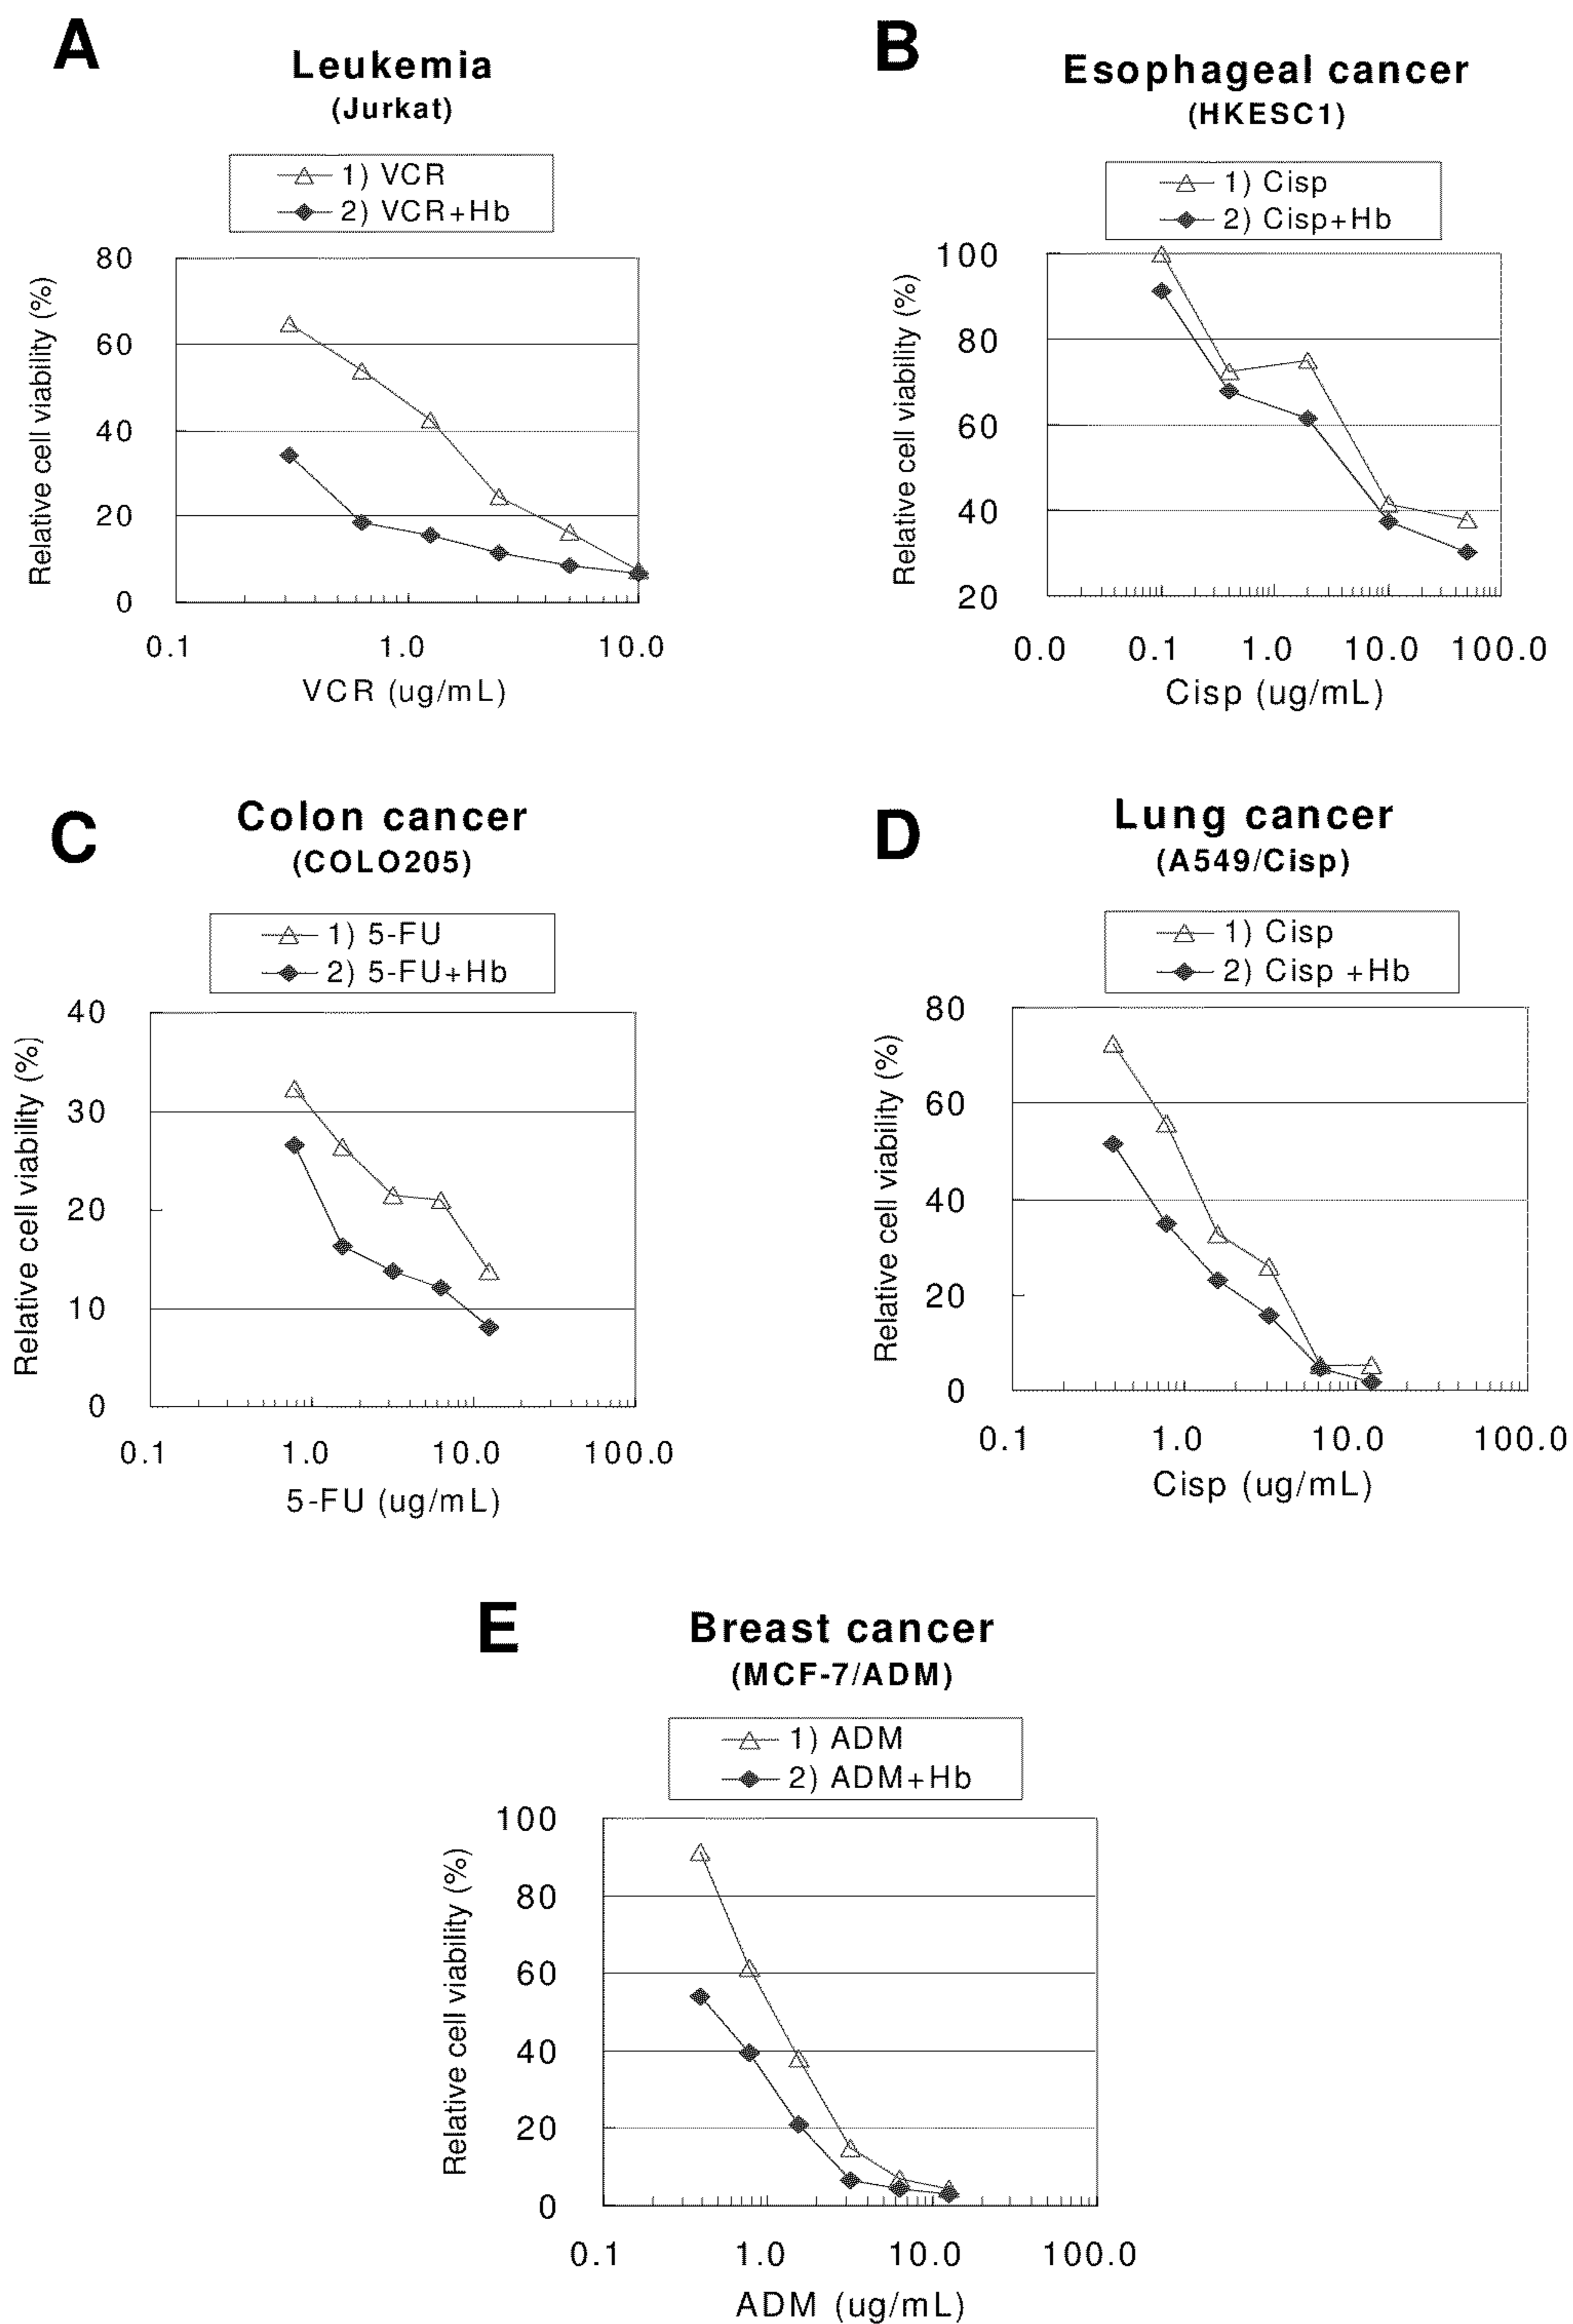 A
Leukemia
(Jurkat)
1) VCR
2) VCR+Hb
Relative cell viability (%)
80
60
40
20
0
0.1 1.0 10.0
VCR (ug/mL)
B
Esophageal cancer
(HKESC1)
1) Cisp
2) Cisp+Hb
Relative cell viability (%)
100
80
60
40
20
0.0 0.1 1.0 10.0 100.0
Cisp (ug/mL)
C
Colon cancer
(COLO205)
1) 5-FU
2) 5-FU+Hb
Relative cell viability (%)
40
30
20
10
0
0.1 1.0 10.0 100.0
5-FU (ug/mL)
D
Lung cancer
(A549/Cisp)
1) Cisp
2) Cisp +Hb
Relative cell viability (%)
80
60
40
20
0
0.1 1.0 10.0 100.0
Cisp (ug/mL)
E
Breast cancer
(MCF-7/ADM)
1) ADM
2) ADM+Hb
Relative cell viability (%)
100
80
60
40
20
0
0.1 1.0 10.0 100.0
ADM (ug/mL)